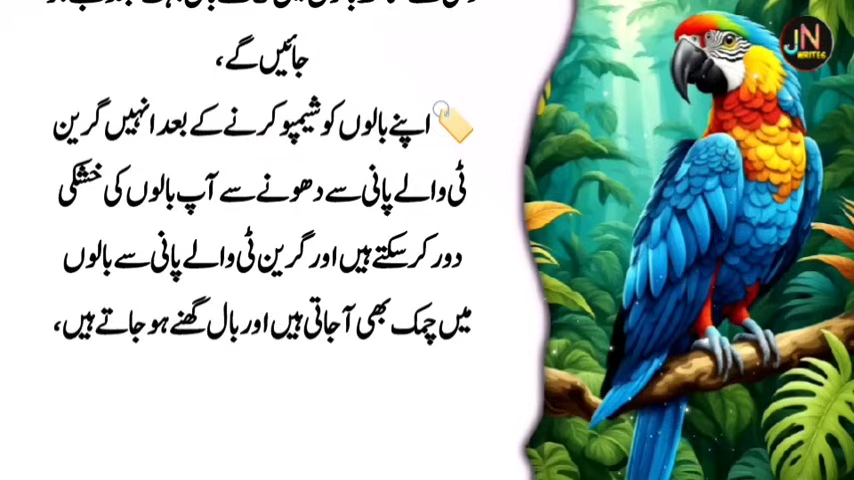 جائیں گے،
اپنے بالوں کو شیمپو کرنے کے بعد انہیں گرین
ٹی والے پانی سے دھونے سے آپ بالوں کی خشکی
دور کر سکتے ہیں اور گرین ٹی والے پانی سے بالوں
میں چمک بھی آ جاتی ہیں اور بال گھنے ہو جاتے ہیں،
JN
WRITES